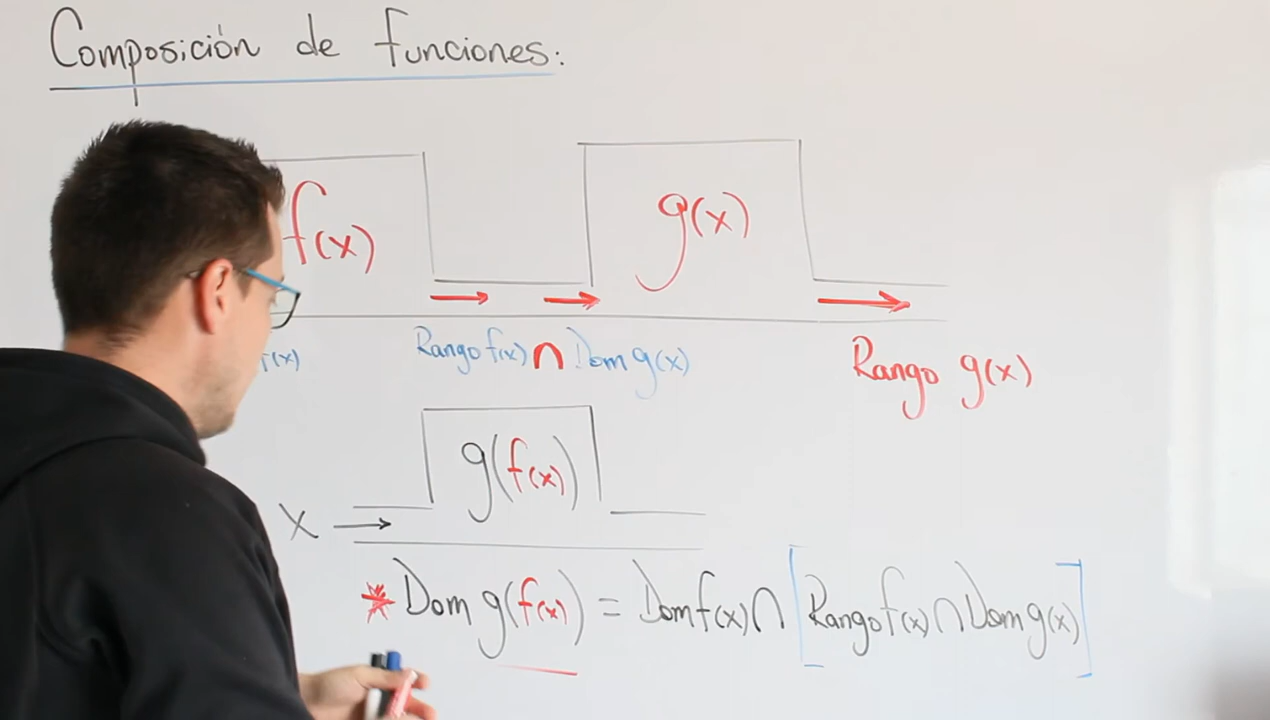 Composición de funciones:
f(x) g(x)
(x) Rango f(x) ∩ Dom g(x) Rango g(x)
g(f(x))
X →
* Dom g(f(x)) = Dom f(x) ∩ [Rango f(x) ∩ Dom g(x)]